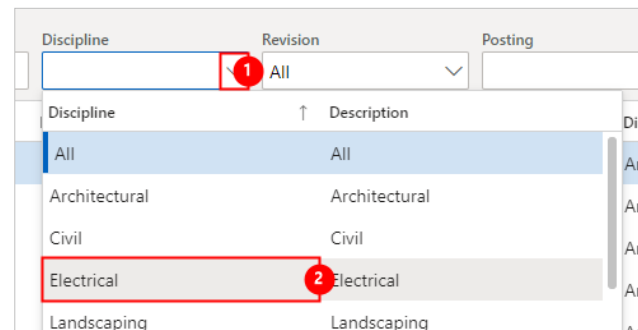 Discipline Revision Posting
1 All
Discipline ↑ Description
All All
Architectural Architectural
Civil Civil
Electrical 2 Electrical
Landscaping Landscaping